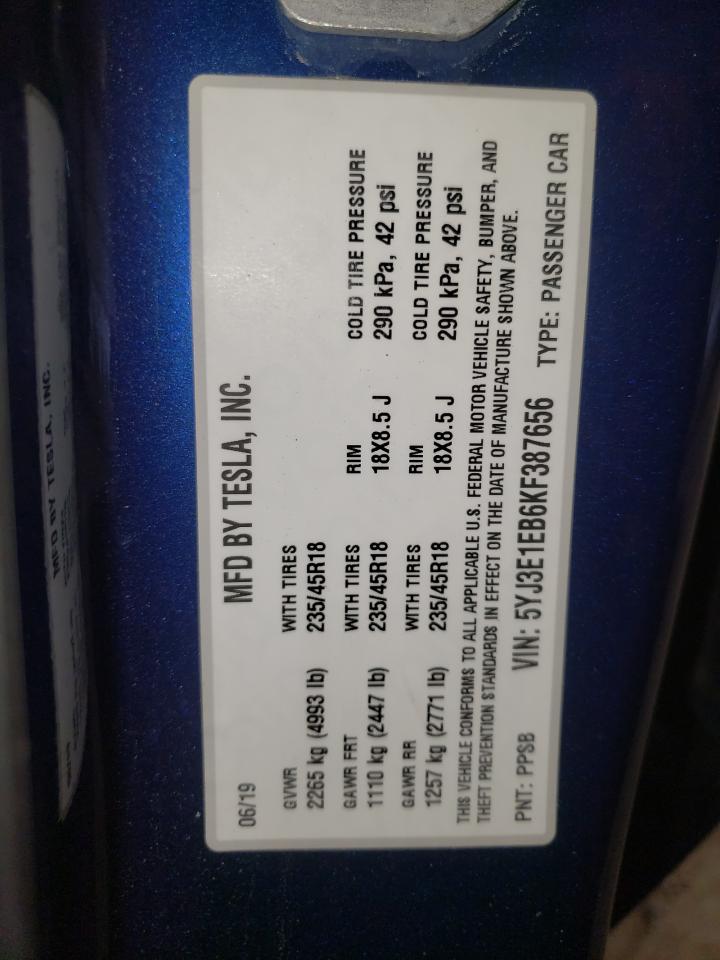 06/19 MFD BY TESLA, INC.
GVWR WITH TIRES
2265 kg (4993 lb) 235/45R18
GAWR FRT WITH TIRES RIM COLD TIRE PRESSURE
1110 kg (2447 lb) 235/45R18 18X8.5 J 290 kPa, 42 psi
GAWR RR WITH TIRES RIM COLD TIRE PRESSURE
1257 kg (2771 lb) 235/45R18 18X8.5 J 290 kPa, 42 psi
THIS VEHICLE CONFORMS TO ALL APPLICABLE U.S. FEDERAL MOTOR VEHICLE SAFETY, BUMPER, AND
THEFT PREVENTION STANDARDS IN EFFECT ON THE DATE OF MANUFACTURE SHOWN ABOVE.
PNT: PPSB VIN: 5YJ3E1EB6KF387656 TYPE: PASSENGER CAR
MFD BY TESLA, INC.